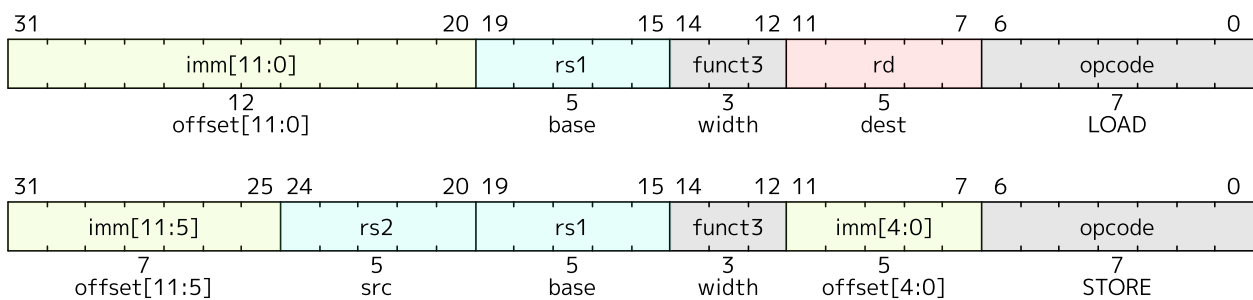 31 20 19 15 14 12 11 7 6 0
imm[11:0] rs1 funct3 rd opcode
12 5 3 5 7
offset[11:0] base width dest LOAD
31 25 24 20 19 15 14 12 11 7 6 0
imm[11:5] rs2 rs1 funct3 imm[4:0] opcode
7 5 5 3 5 7
offset[11:5] src base width offset[4:0] STORE